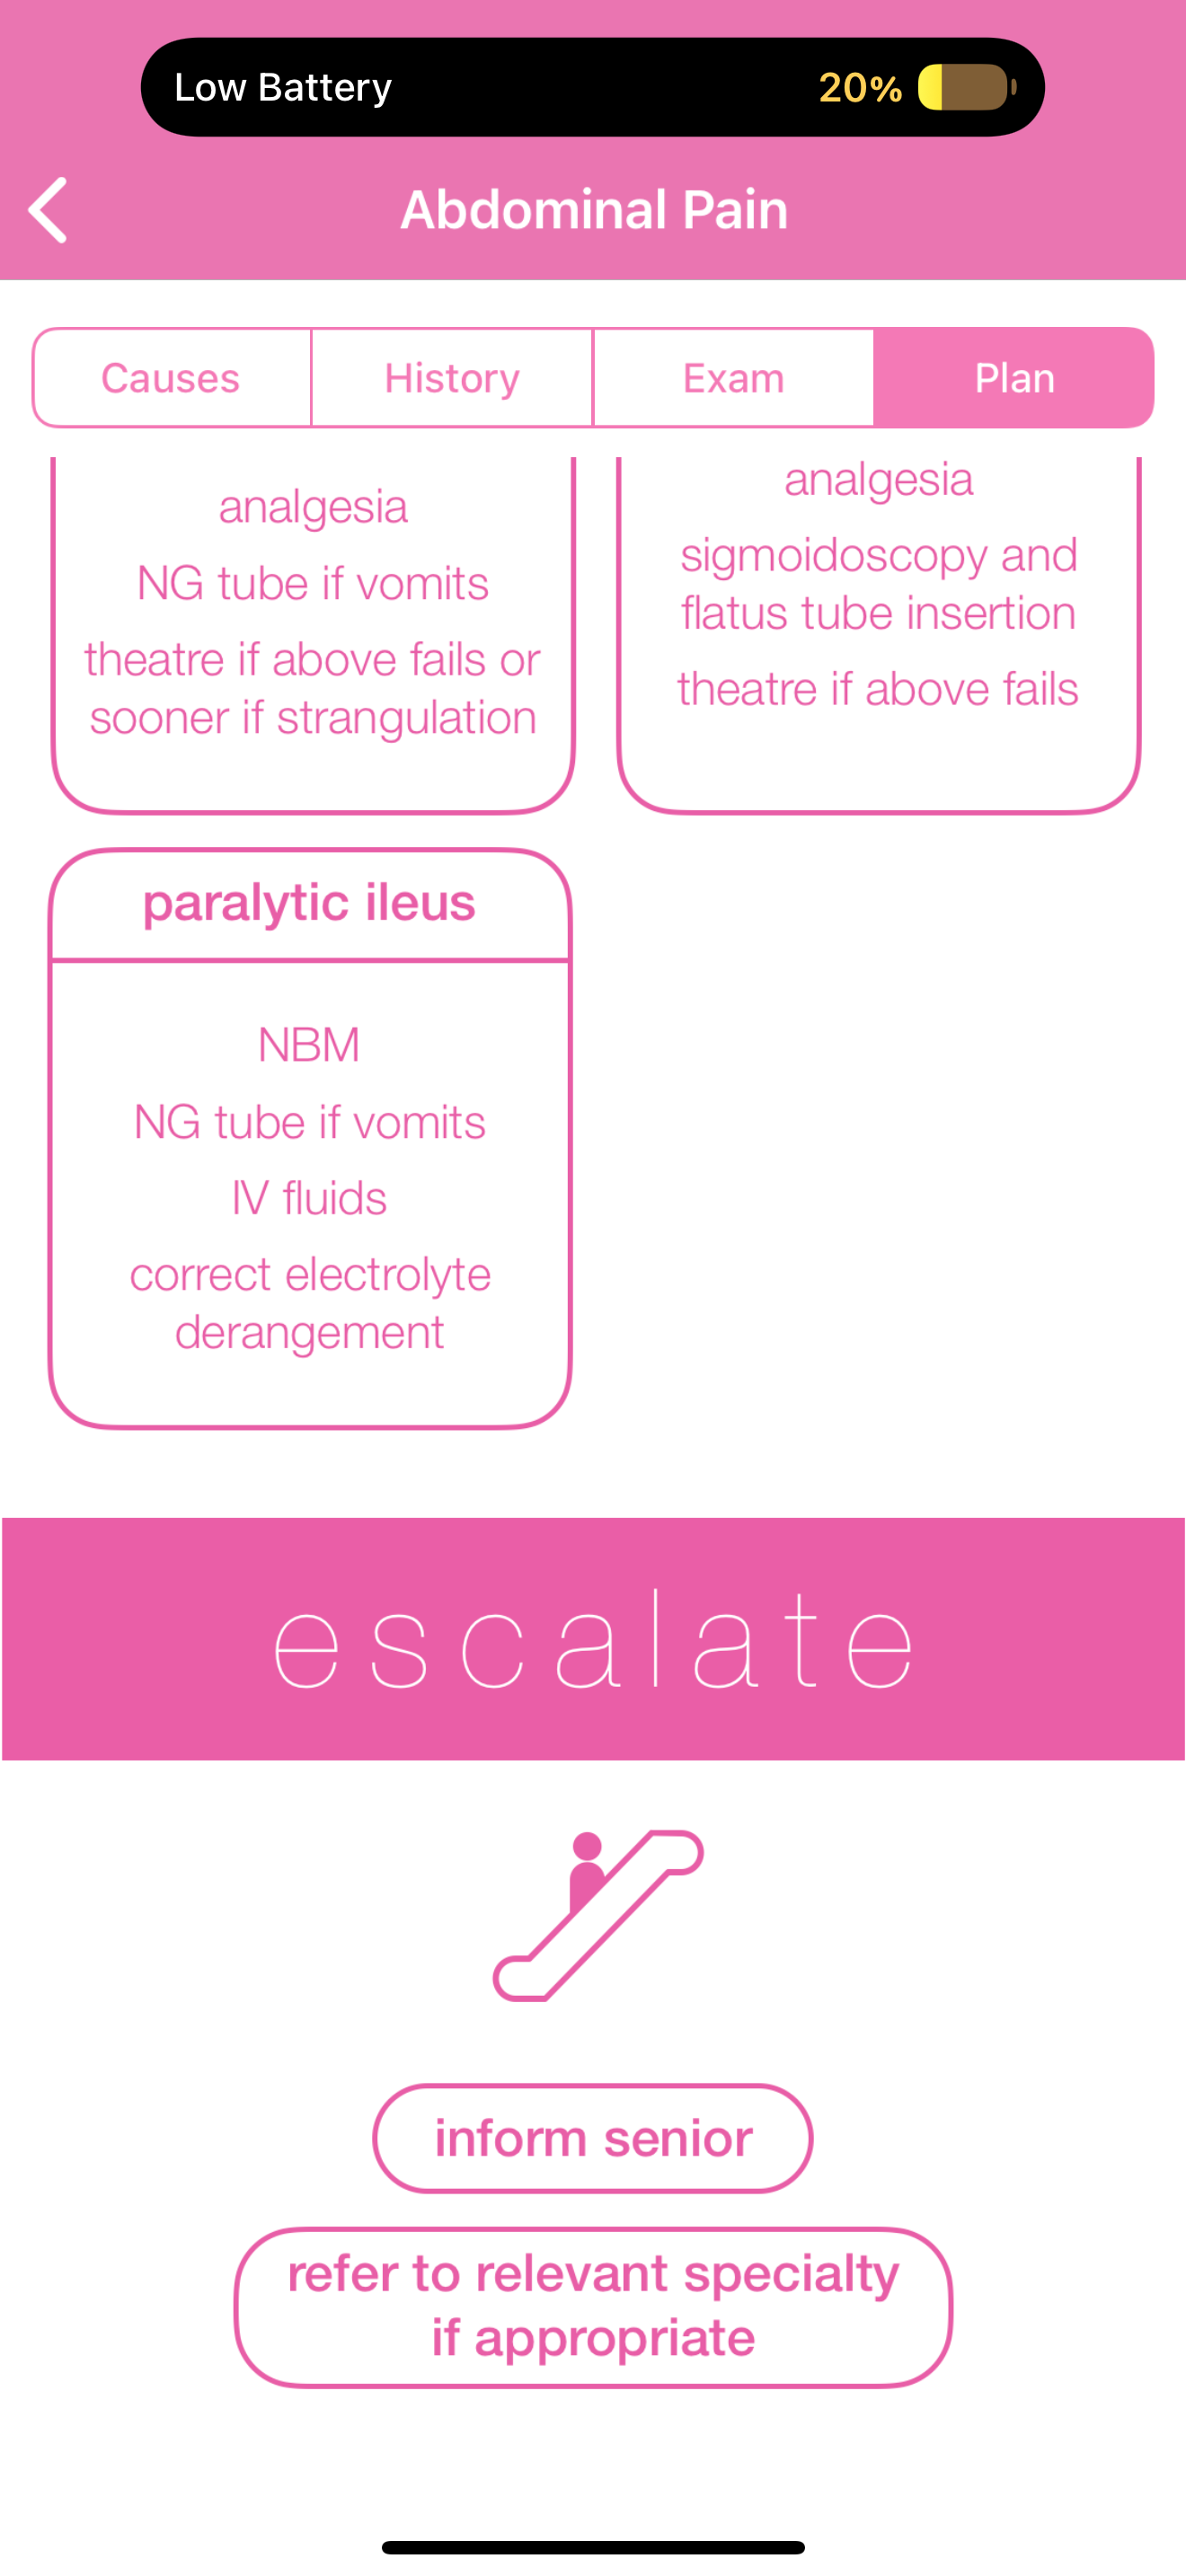 Low Battery 20%
Abdominal Pain
Causes History Exam Plan
analgesia
NG tube if vomits
theatre if above fails or
sooner if strangulation
analgesia
sigmoidoscopy and
flatus tube insertion
theatre if above fails
paralytic ileus
NBM
NG tube if vomits
IV fluids
correct electrolyte
derangement
escalate
inform senior
refer to relevant specialty
if appropriate